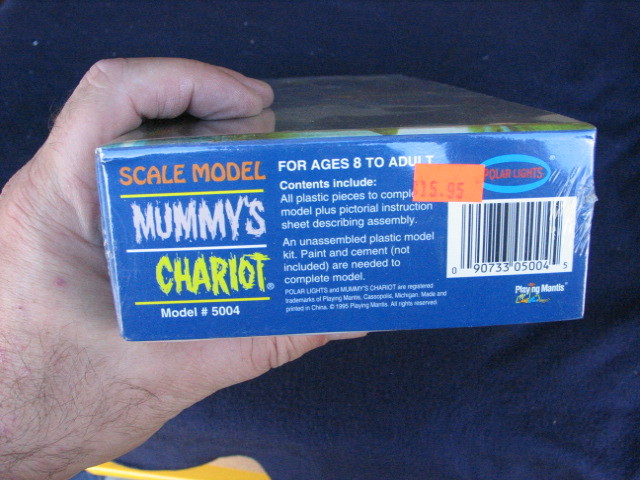 SCALE MODEL
MUMMY'S
CHARIOT®
Model # 5004
FOR AGES 8 TO ADULT
Contents include:
All plastic pieces to
model plus pictorial instruction
sheet describing assembly.
An unassembled plastic model
kit. Paint and cement (not
included) are needed to
complete model.
POLAR LIGHTS and MUMMY'S CHARIOT are registered
trademarks of Playing Mantis, Cassopolis, Michigan. Made and
printed in China. © 1995 Playing Mantis. All rights reserved.
15.95
POLAR LIGHTS
0 90733 05004 5
Playing Mantis